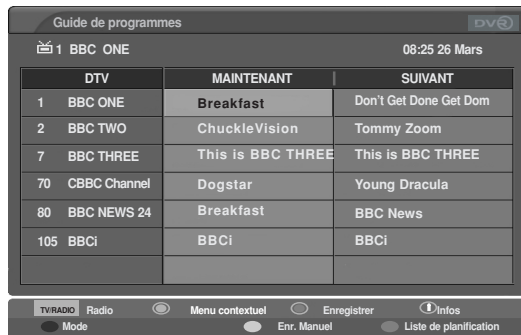 Guide de programmes DVR
1 BBC ONE 08:25 26 Mars
DTV MAINTENANT SUIVANT
1 BBC ONE Breakfast Don't Get Done Get Dom
2 BBC TWO ChuckleVision Tommy Zoom
7 BBC THREE This is BBC THREE This is BBC THREE
70 CBBC Channel Dogstar Young Dracula
80 BBC NEWS 24 Breakfast BBC News
105 BBCi BBCi BBCi
TV/RADIO Radio Menu contextuel Enregistrer Infos
Mode Enr. Manuel Liste de planification